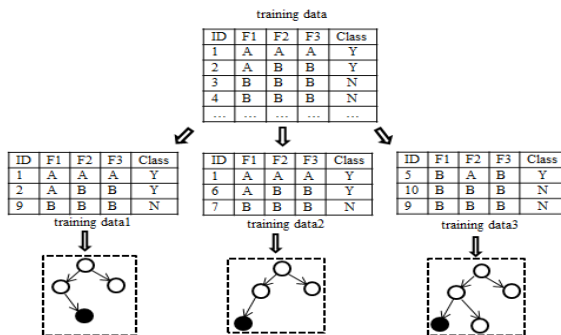 training data
ID F1 F2 F3 Class
1 A A A Y
2 A B B Y
3 B B B N
4 B B B N
... ... ... ... ...
ID F1 F2 F3 Class
1 A A A Y
2 A B B Y
9 B B B N
training data1
ID F1 F2 F3 Class
1 A A A Y
6 A B B Y
7 B B B N
training data2
ID F1 F2 F3 Class
5 B A B Y
10 B B B N
9 B B B N
training data3